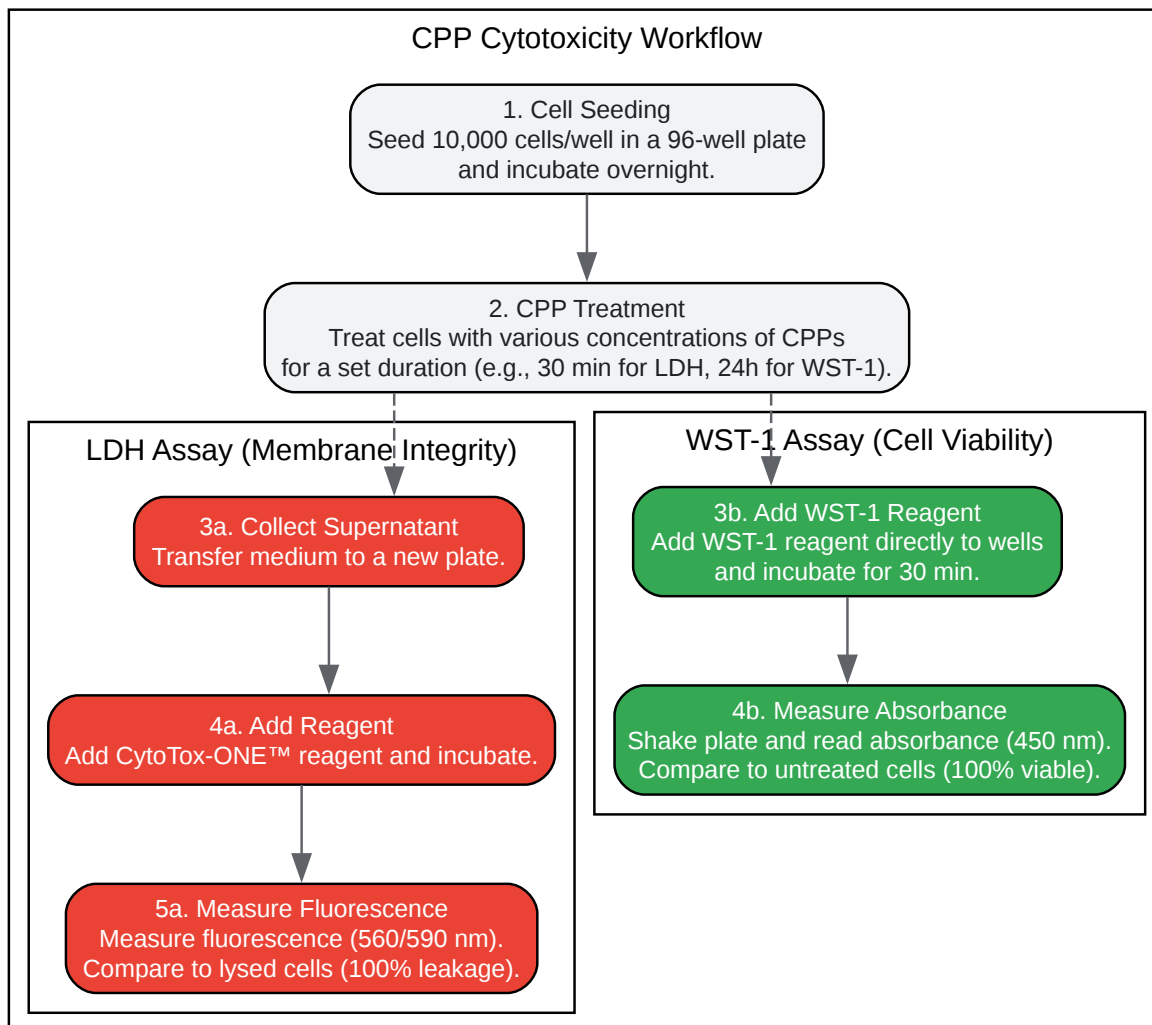 CPP Cytotoxicity Workflow
1. Cell Seeding
Seed 10,000 cells/well in a 96-well plate
and incubate overnight.
2. CPP Treatment
Treat cells with various concentrations of CPPs
for a set duration (e.g., 30 min for LDH, 24h for WST-1).
LDH Assay (Membrane Integrity)
3a. Collect Supernatant
Transfer medium to a new plate.
4a. Add Reagent
Add CytoTox-ONE™ reagent and incubate.
5a. Measure Fluorescence
Measure fluorescence (560/590 nm).
Compare to lysed cells (100% leakage).
WST-1 Assay (Cell Viability)
3b. Add WST-1 Reagent
Add WST-1 reagent directly to wells
and incubate for 30 min.
4b. Measure Absorbance
Shake plate and read absorbance (450 nm).
Compare to untreated cells (100% viable).